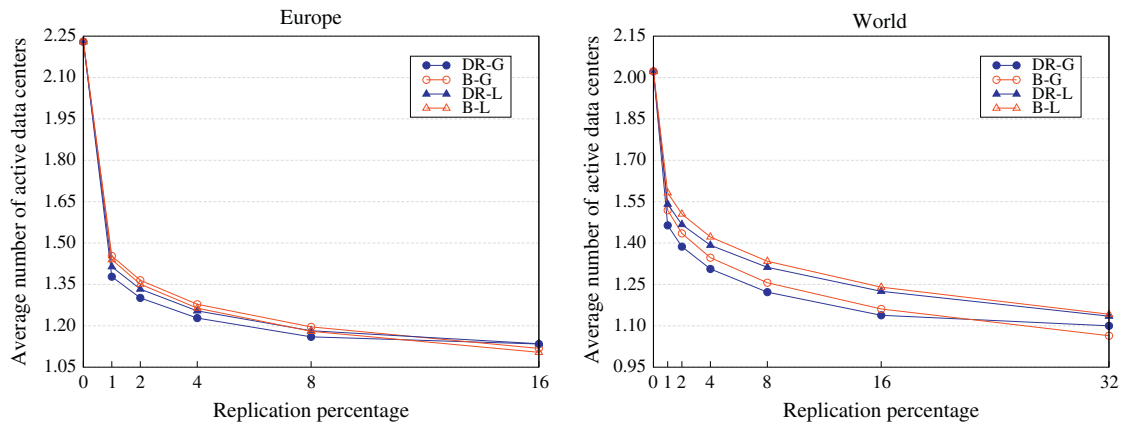 Europe
Average number of active data centers
2.25
2.10
1.95
1.80
1.65
1.50
1.35
1.20
1.05
0
1
2
4
8
16
Replication percentage
DR-G
B-G
DR-L
B-L
World
Average number of active data centers
2.15
2.00
1.85
1.70
1.55
1.40
1.25
1.10
0.95
0
1
2
4
8
16
32
Replication percentage
DR-G
B-G
DR-L
B-L